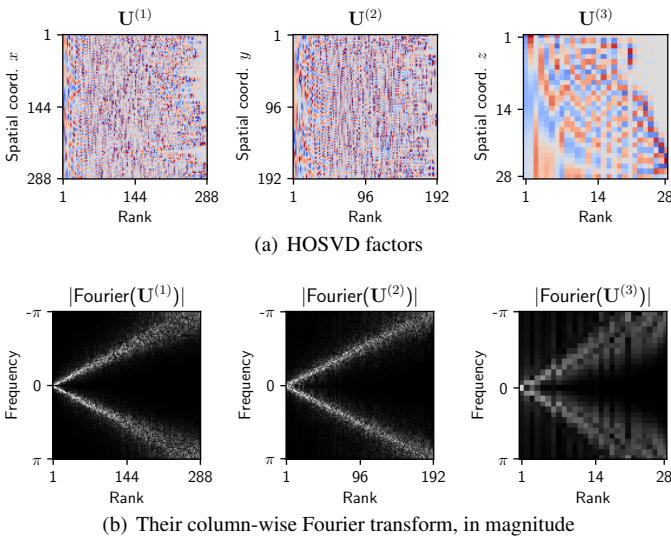 U(1) U(2) U(3)
Spatial coord. x
1
144
288
1 144 288
Rank
Spatial coord. y
1
96
192
1 96 192
Rank
Spatial coord. z
1
14
28
1 14 28
Rank
(a) HOSVD factors
|Fourier(U(1))| |Fourier(U(2))| |Fourier(U(3))|
Frequency
-π
0
π
1 144 288
Rank
Frequency
-π
0
π
1 96 192
Rank
Frequency
-π
0
π
1 14 28
Rank
(b) Their column-wise Fourier transform, in magnitude